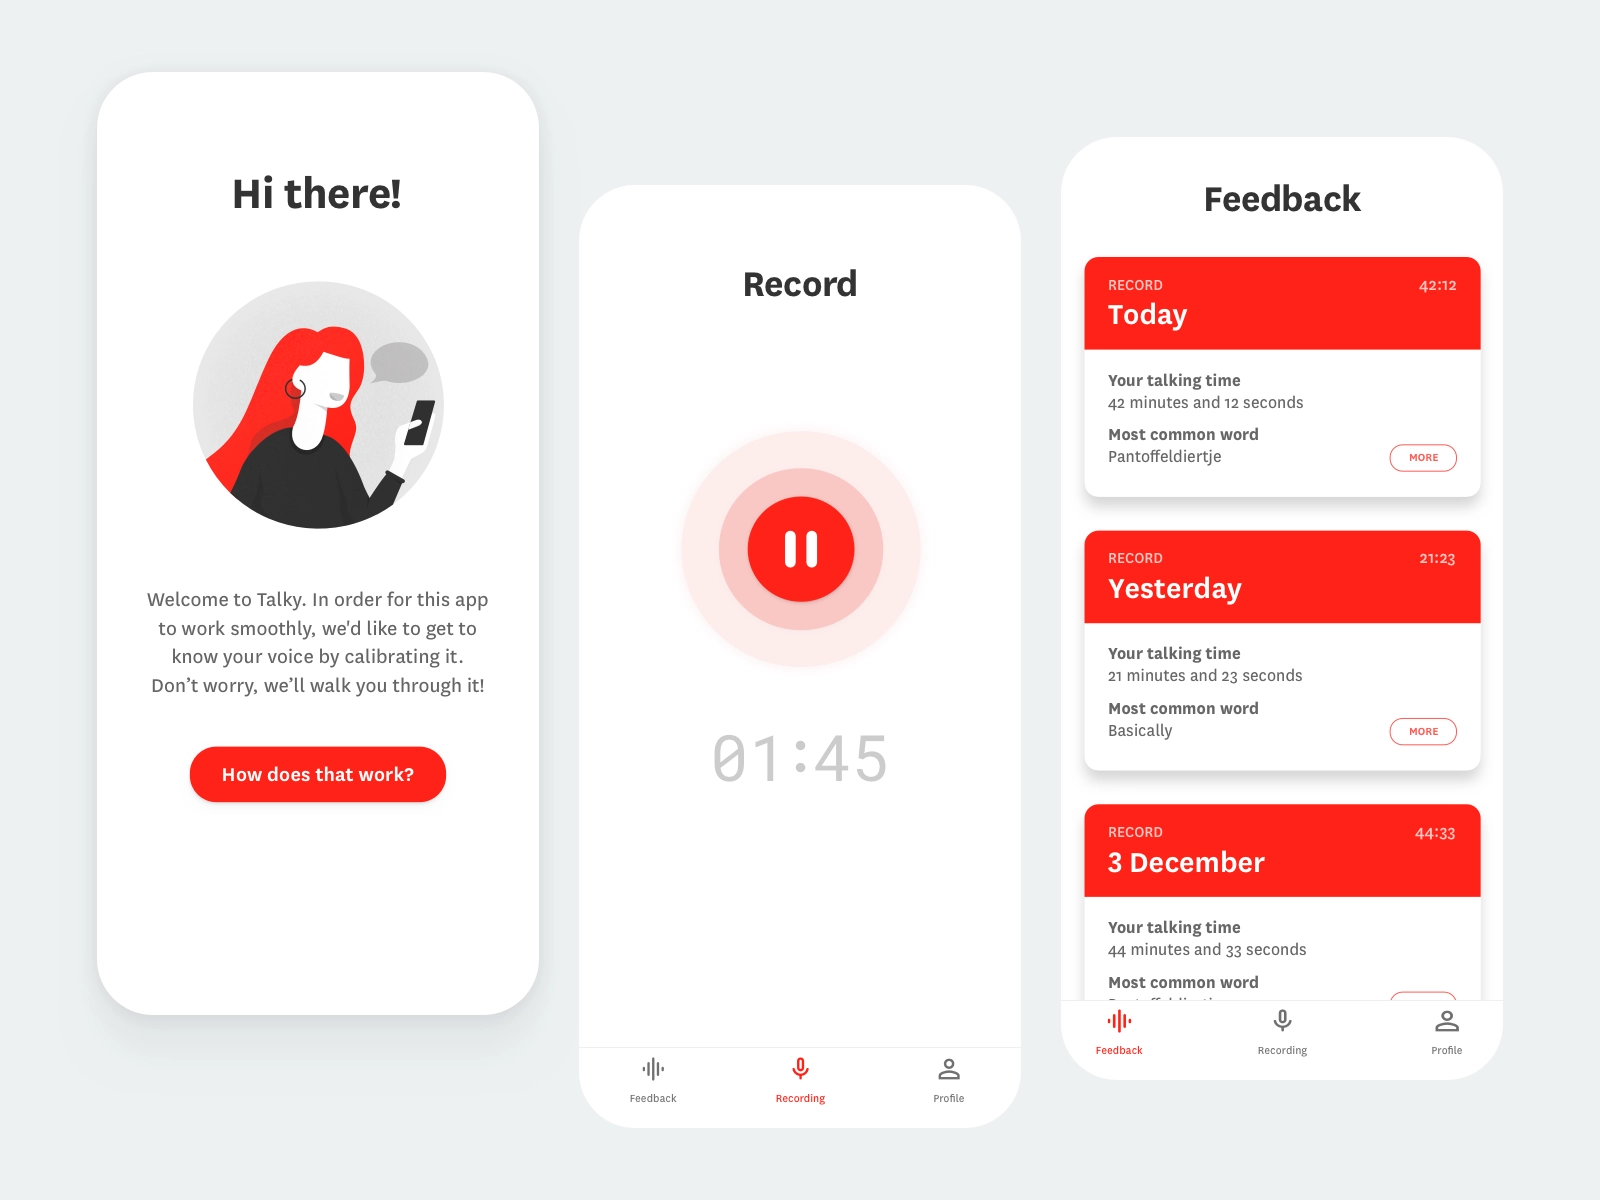 Hi there!
Welcome to Talky. In order for this app
to work smoothly, we'd like to get to
know your voice by calibrating it.
Don’t worry, we’ll walk you through it!
How does that work?
Record
01:45
Feedback
Recording
Profile
Feedback
RECORD
42:12
Today
Your talking time
42 minutes and 12 seconds
Most common word
Pantoffeldiertje
MORE
RECORD
21:23
Yesterday
Your talking time
21 minutes and 23 seconds
Most common word
Basically
MORE
RECORD
44:33
3 December
Your talking time
44 minutes and 33 seconds
Most common word
Feedback
Recording
Profile